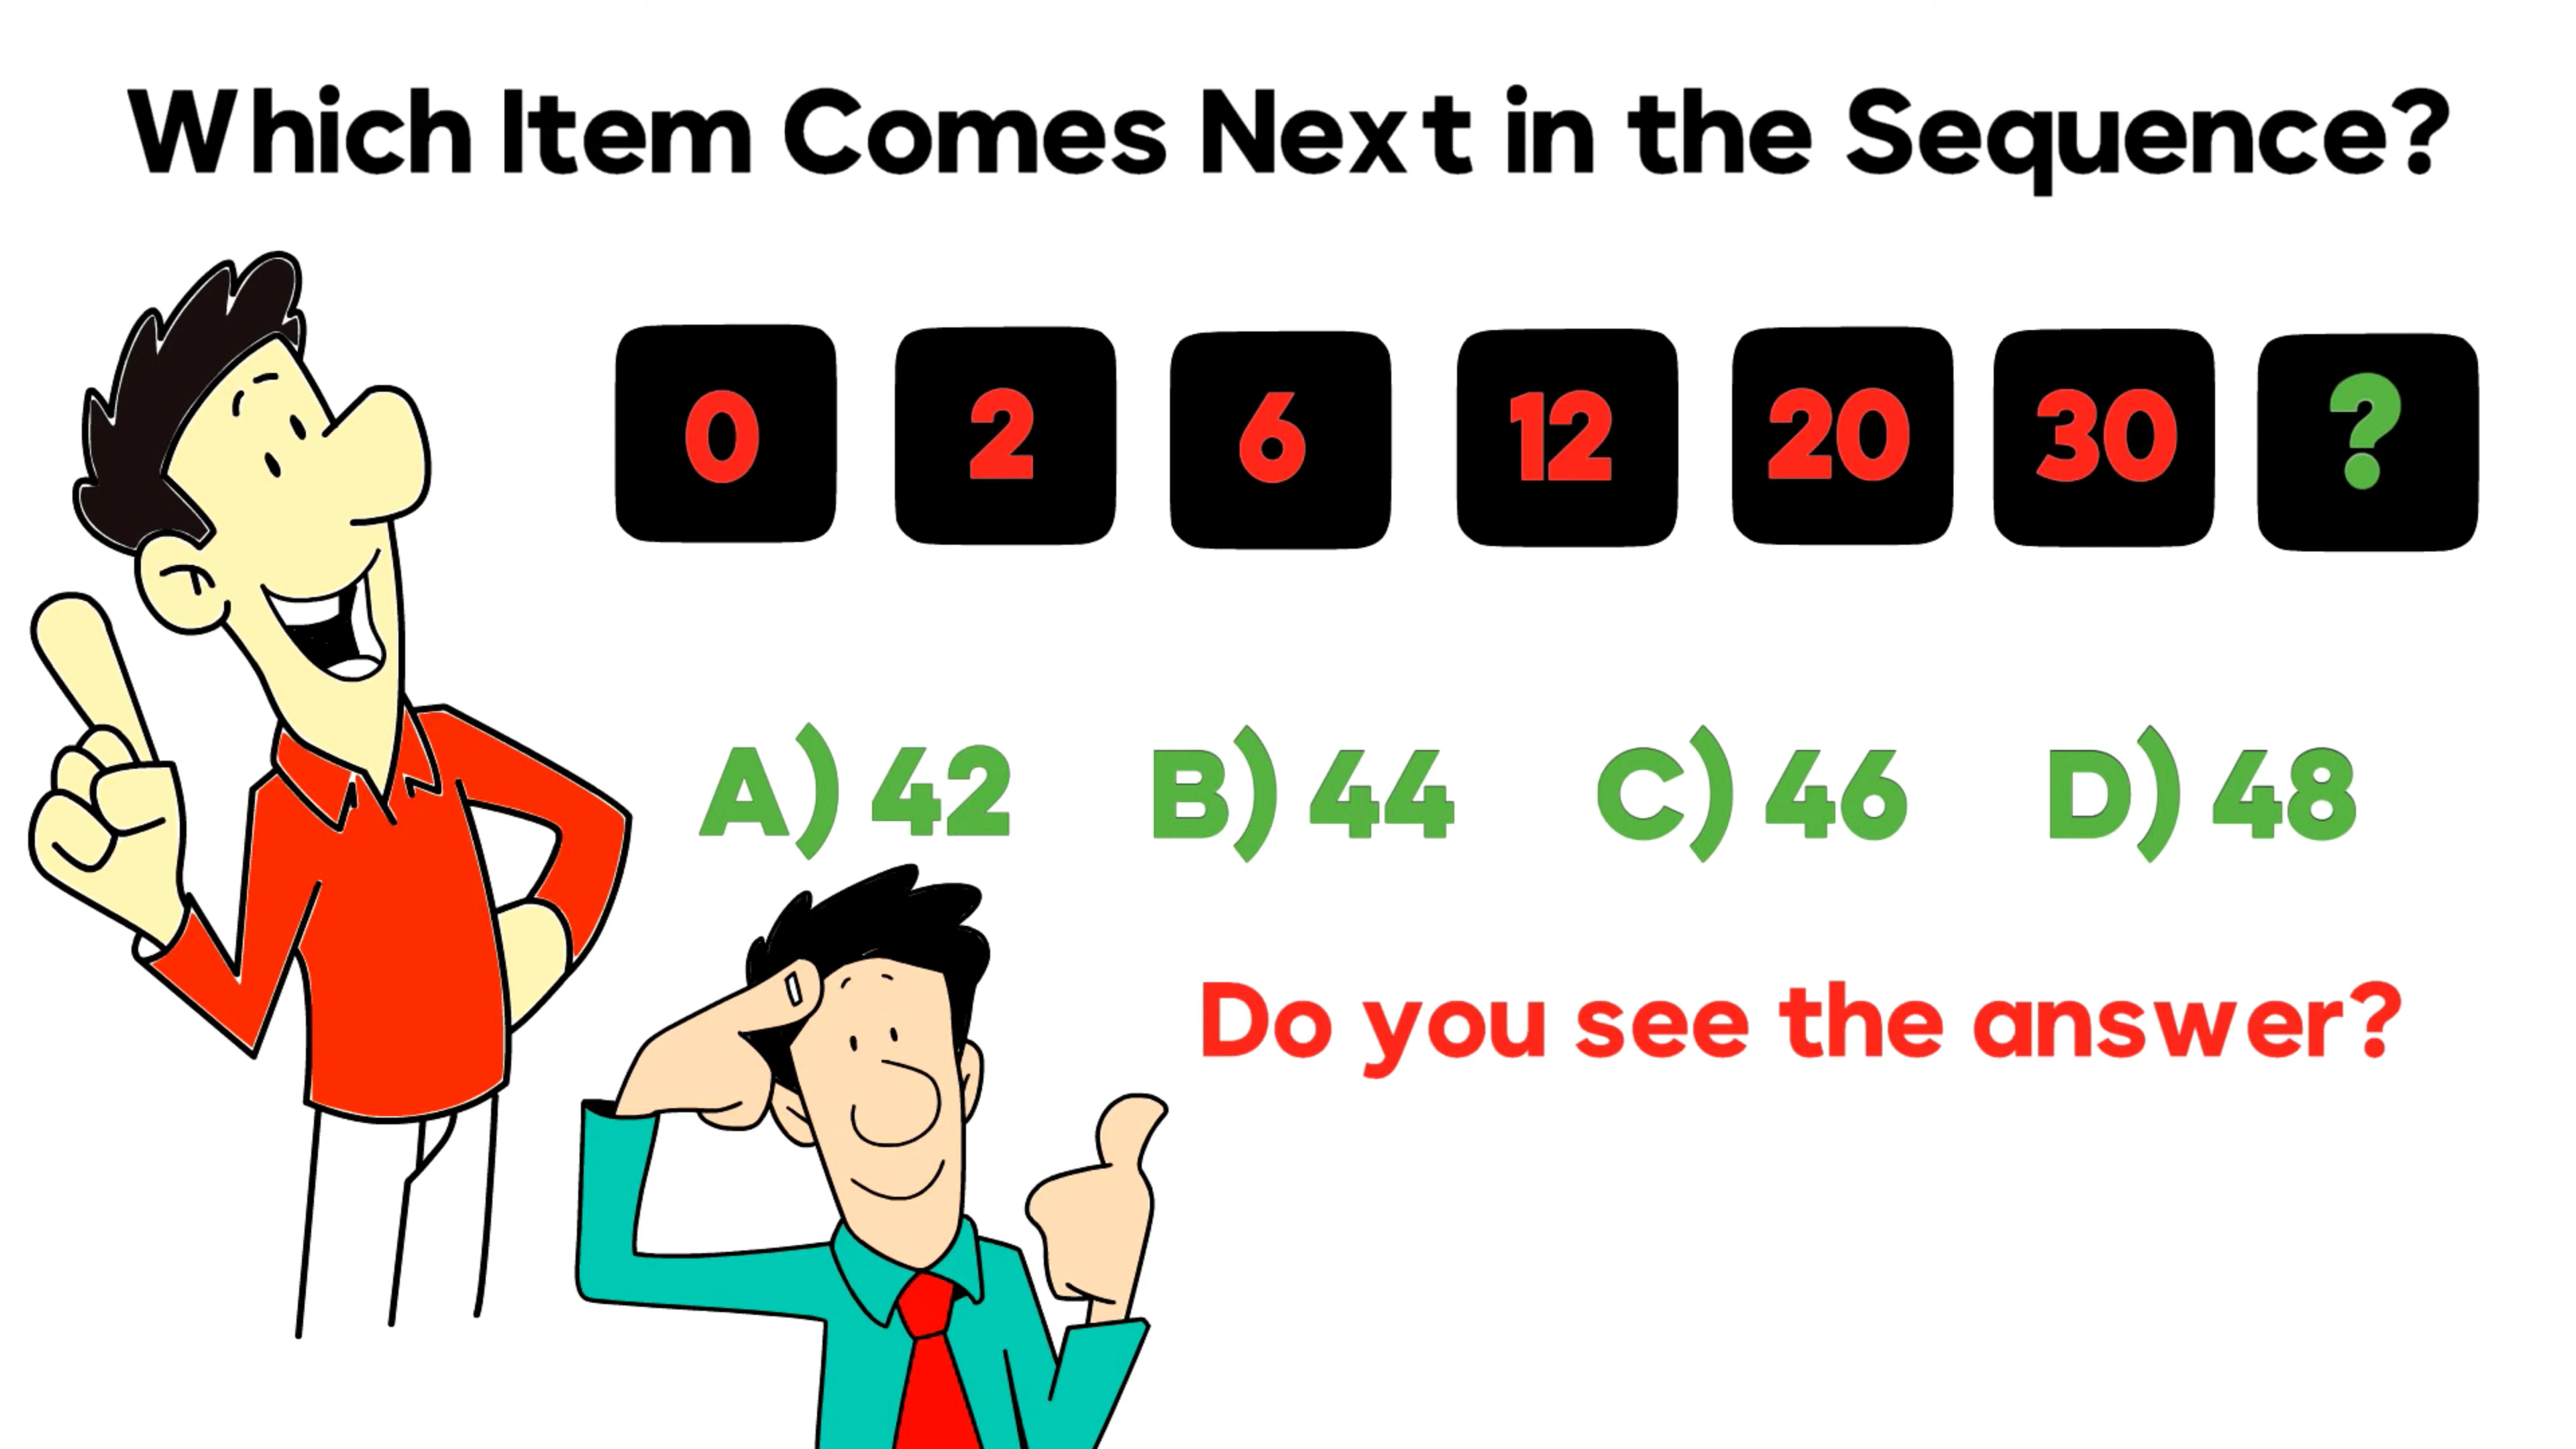 Which Item Comes Next in the Sequence?
0 2 6 12 20 30 ?
A) 42 B) 44 C) 46 D) 48
Do you see the answer?